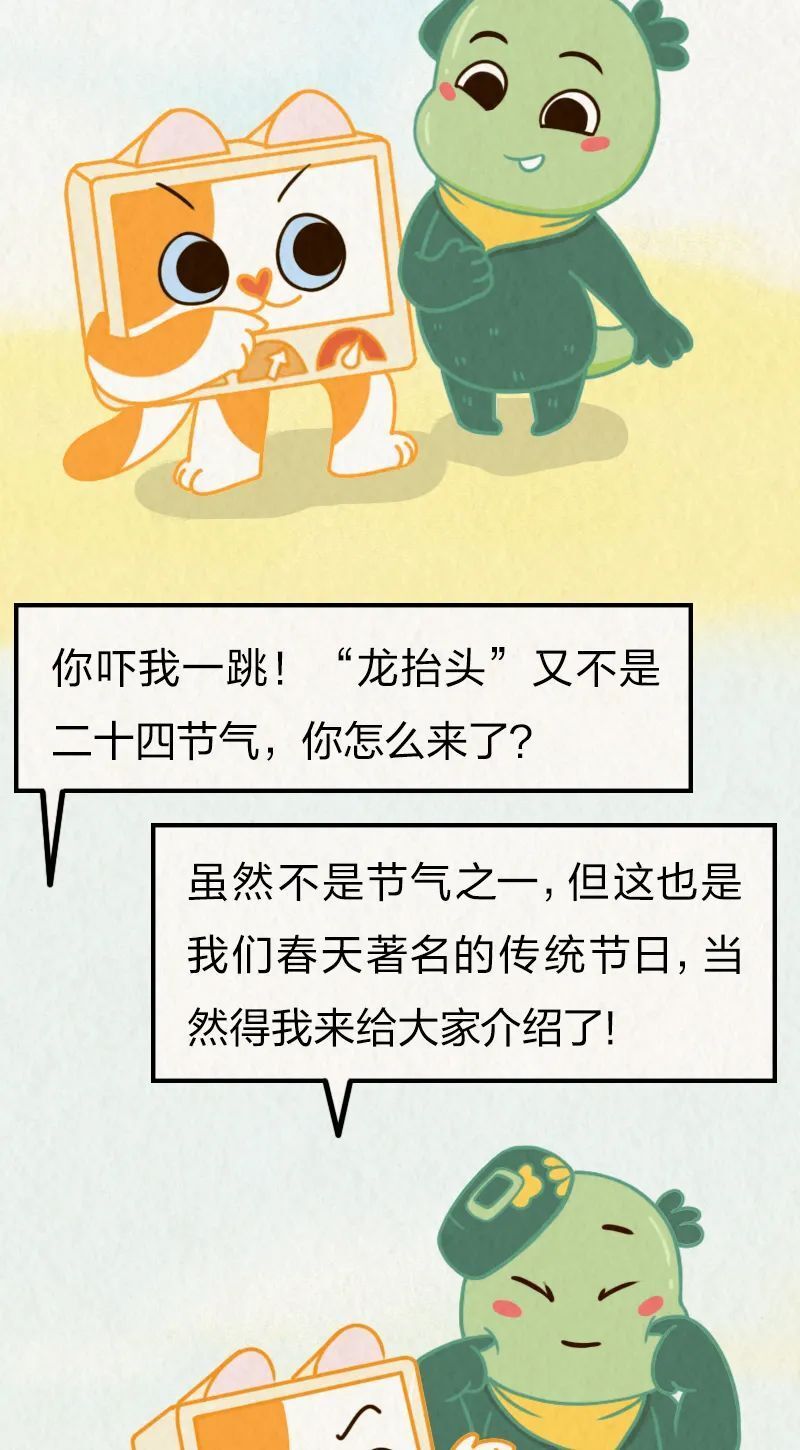 你吓我一跳！“龙抬头”又不是
二十四节气，你怎么来了？
虽然不是节气之一，但这也是
我们春天著名的传统节日，当
然得我来给大家介绍了！